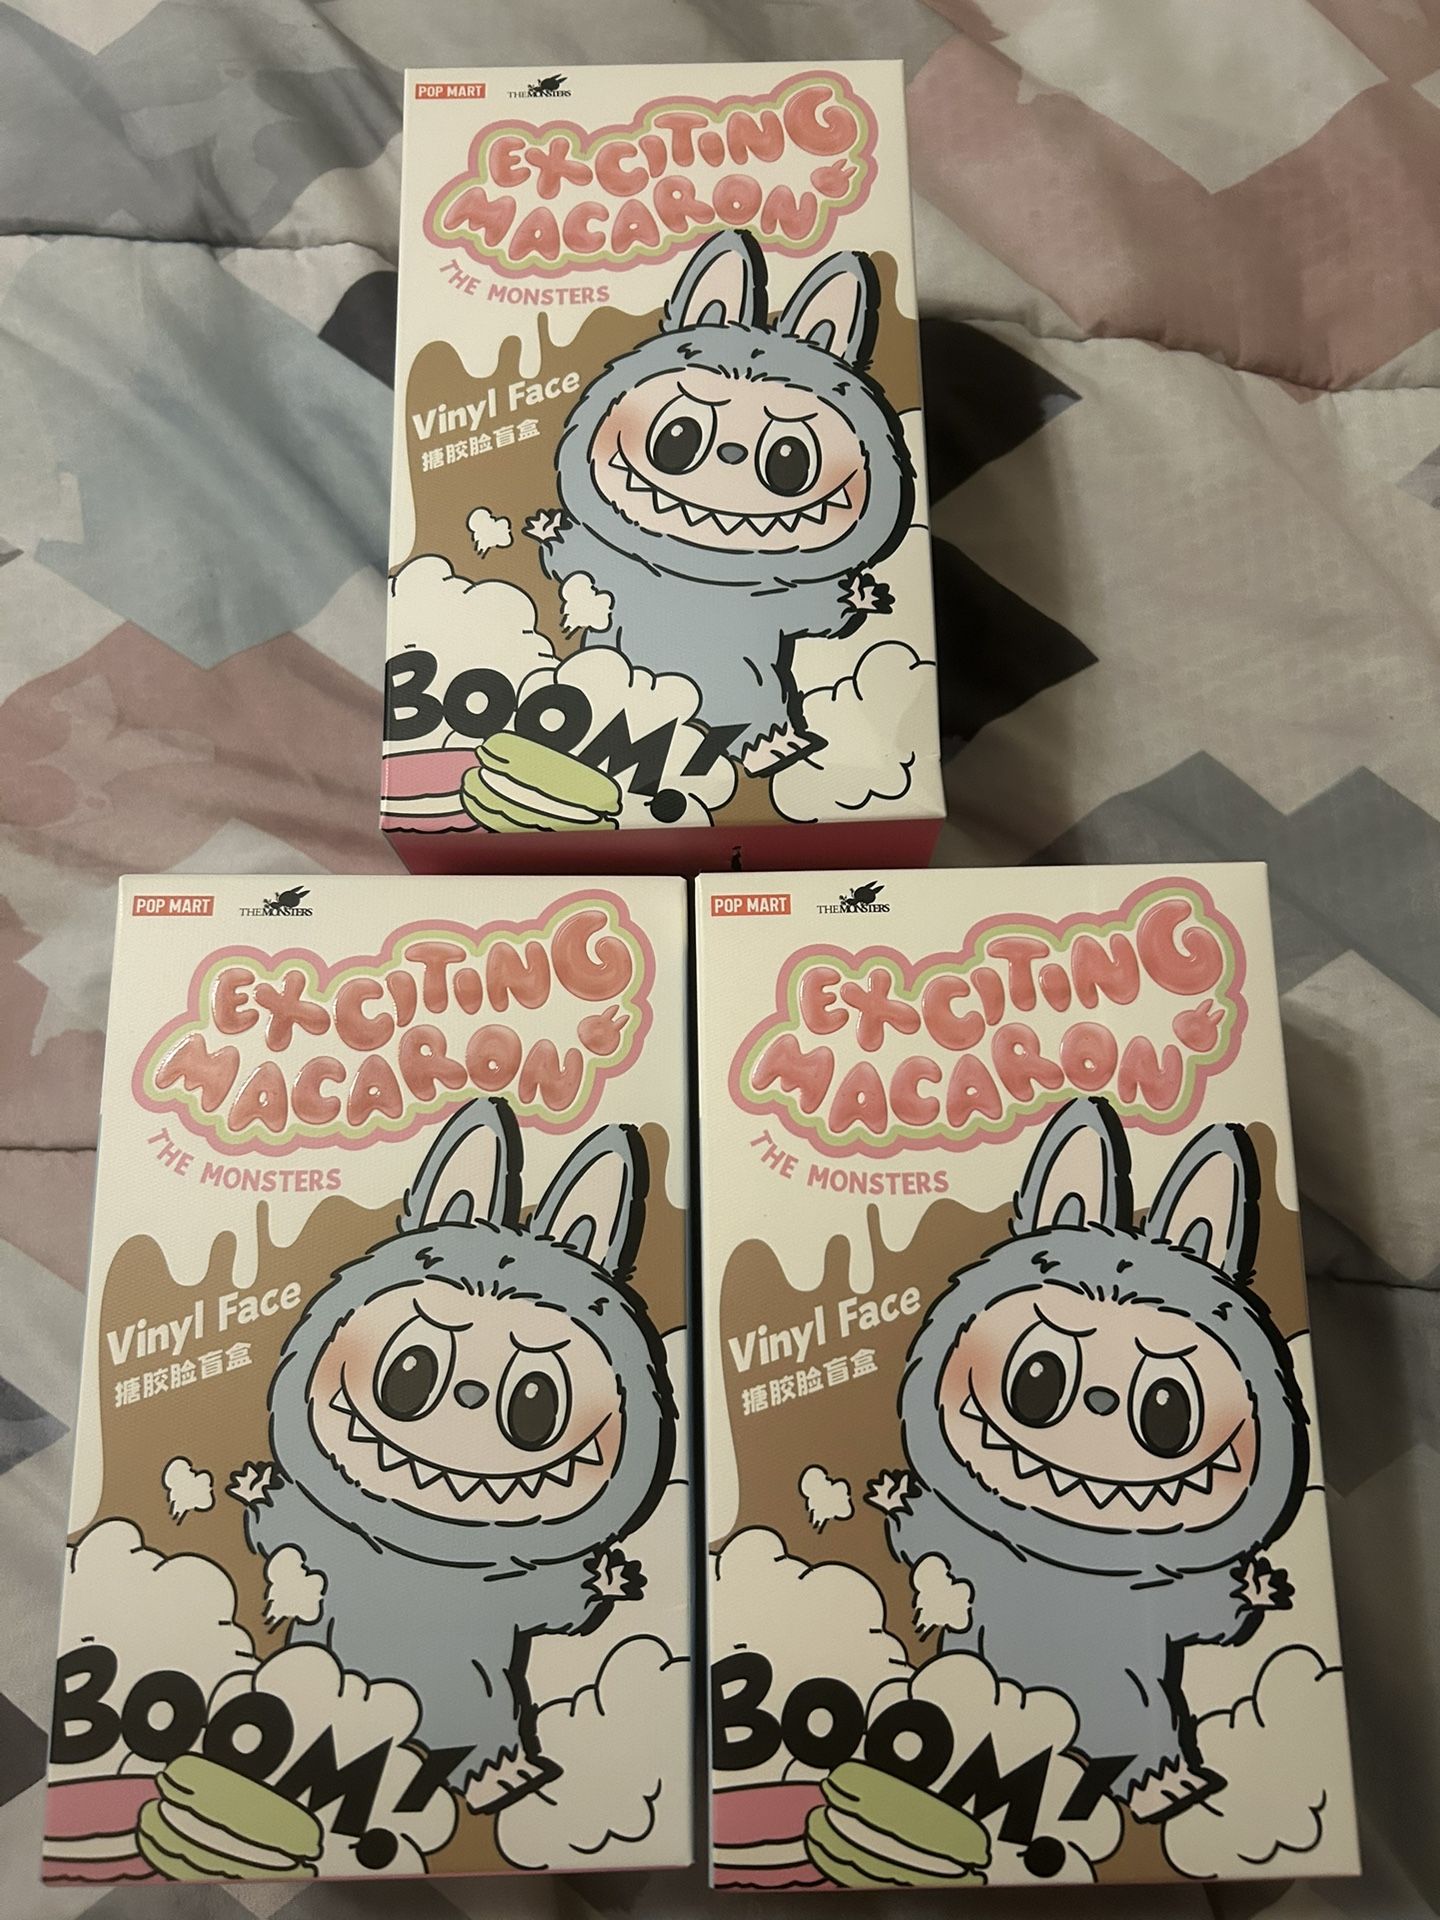 POP MART
THE MONSTERS
EXCITING
MACARON
THE MONSTERS
Vinyl Face
搪胶脸盲盒
BOOM!
POP MART
THE MONSTERS
EXCITING
MACARON
THE MONSTERS
Vinyl Face
搪胶脸盲盒
BOOM!
POP MART
THE MONSTERS
EXCITING
MACARON
THE MONSTERS
Vinyl Face
搪胶脸盲盒
BOOM!